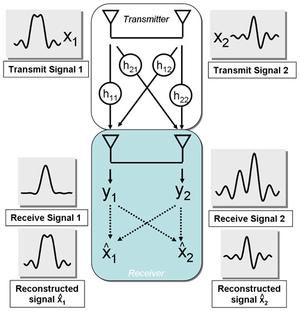 Transmitter
x1
Transmit Signal 1
x2
Transmit Signal 2
h21
h12
h11
h22
y1
y2
Receive Signal 1
Receive Signal 2
x̂1
x̂2
Receiver
Reconstructed
signal x̂1
Reconstructed
signal x̂2